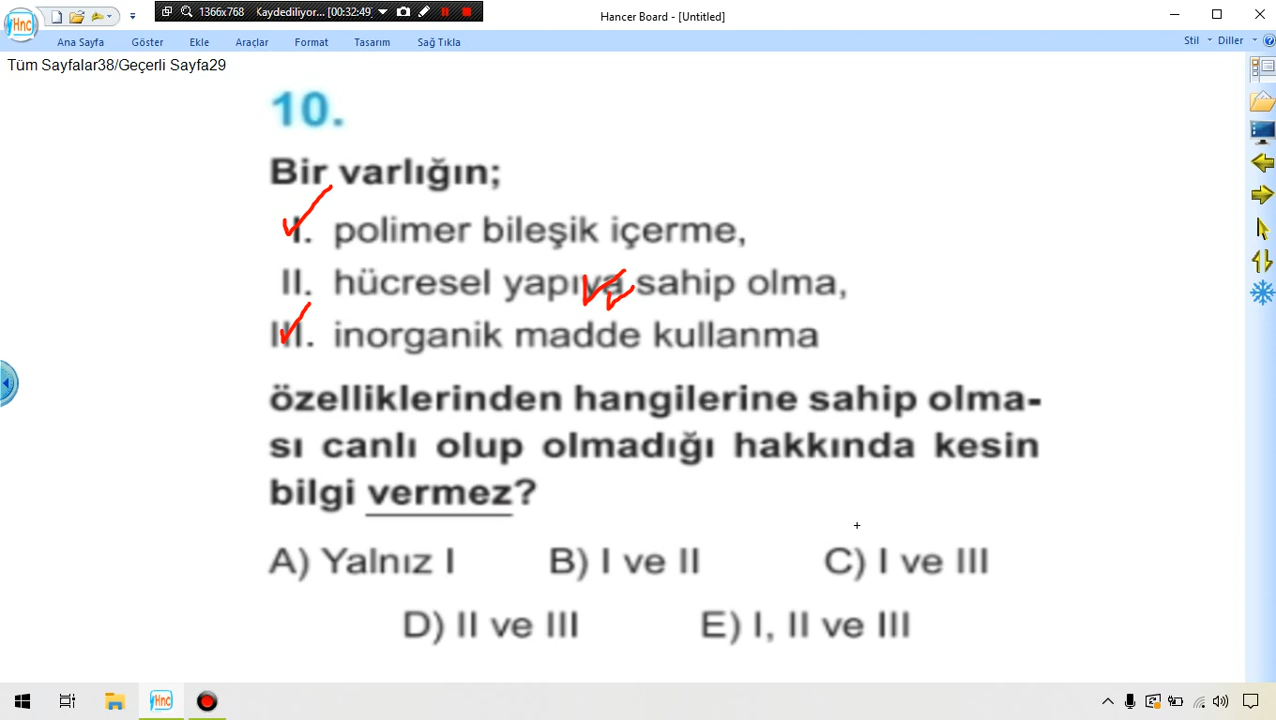 1366x768 Kaydediliyor... [00:32:49]
Hancer Board - [Untitled]
Hnc
Ana Sayfa Göster Ekle Araçlar Format Tasarım Sağ Tıkla Stil Diller
Tüm Sayfalar38/Geçerli Sayfa29
10.
Bir varlığın;
I. polimer bileşik içerme,
II. hücresel yapıya sahip olma,
III. inorganik madde kullanma
özelliklerinden hangilerine sahip olma-
sı canlı olup olmadığı hakkında kesin
bilgi vermez?
A) Yalnız I B) I ve II C) I ve III
D) II ve III E) I, II ve III
Hnc